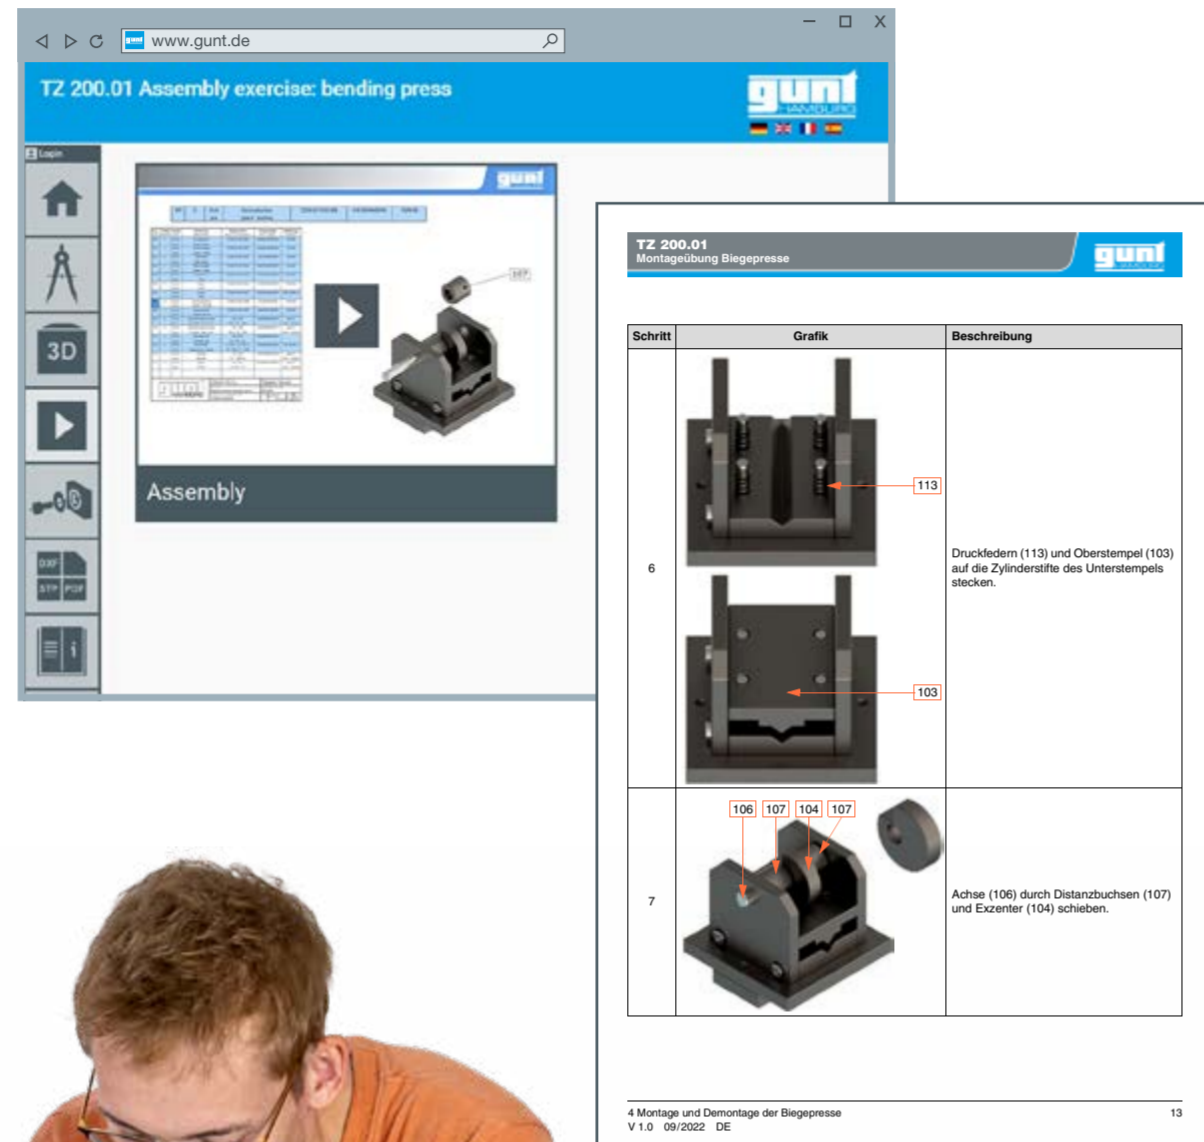 www.gunt.de
X
TZ 200.01 Assembly exercise: bending press
gunt
HAMBURG
Login
gunt
107
3D
Assembly
DXF
STP PDF
i
TZ 200.01
Montageübung Biegepresse
gunt
HAMBURG
Schritt Grafik Beschreibung
113
6
Druckfedern (113) und Oberstempel (103)
auf die Zylinderstifte des Unterstempels
stecken.
103
106 107 104 107
7
Achse (106) durch Distanzbuchsen (107)
und Exzenter (104) schieben.
4 Montage und Demontage der Biegepresse 13
V 1.0 09/2022 DE